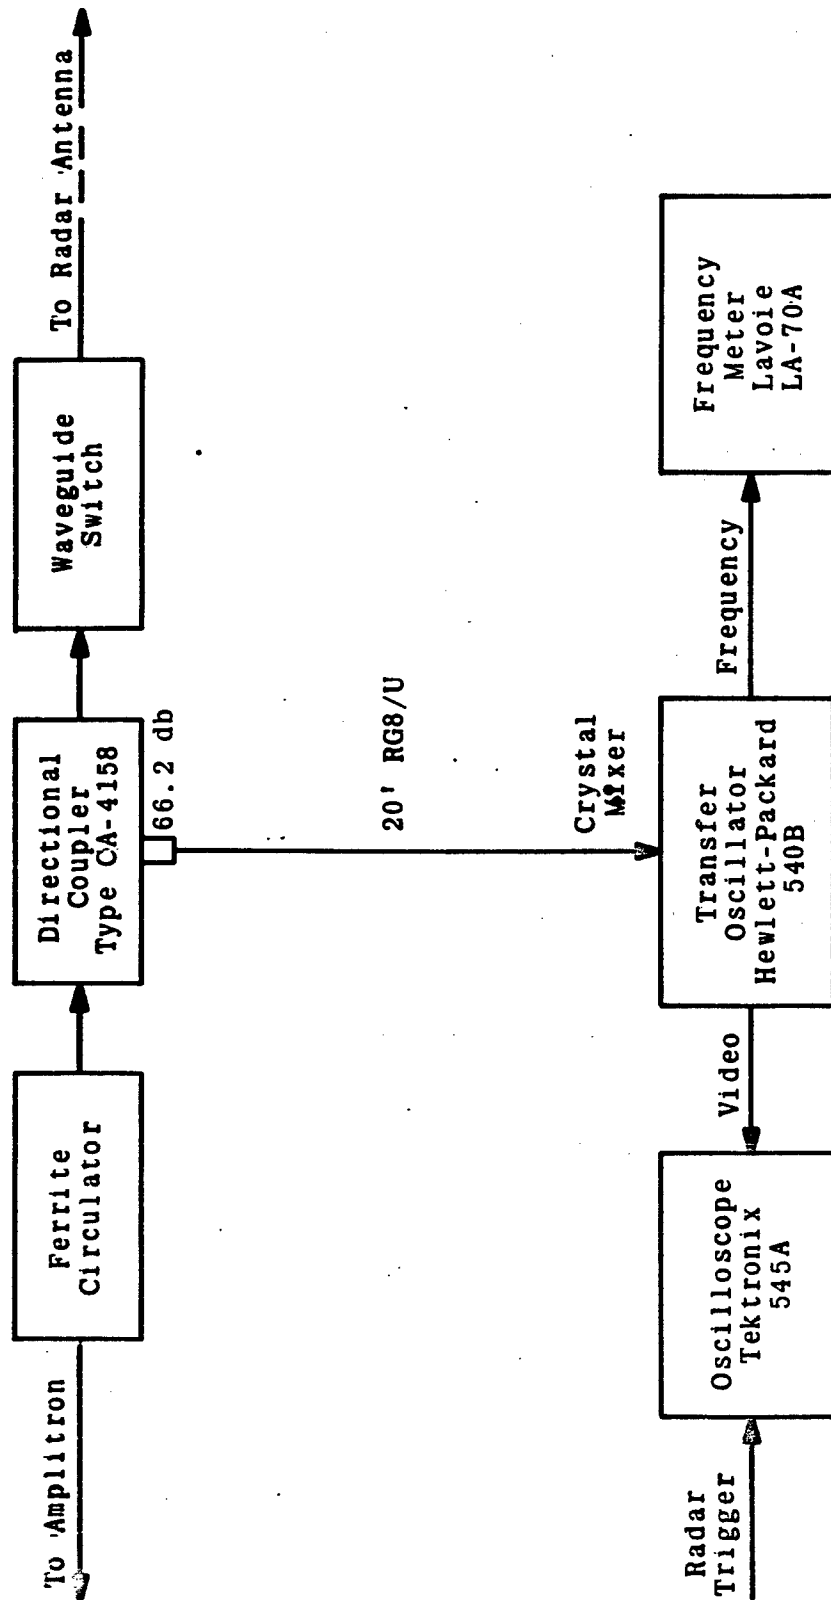 To Amplitron
Ferrite
Circulator
Directional
Coupler
Type CA-4158
66.2 db
Waveguide
Switch
To Radar Antenna
20' RG8/U
Crystal
Mixer
Radar
Trigger
Oscilloscope
Tektronix
545A
Video
Transfer
Oscillator
Hewlett-Packard
540B
Frequency
Frequency
Meter
Lavoie
LA-70A